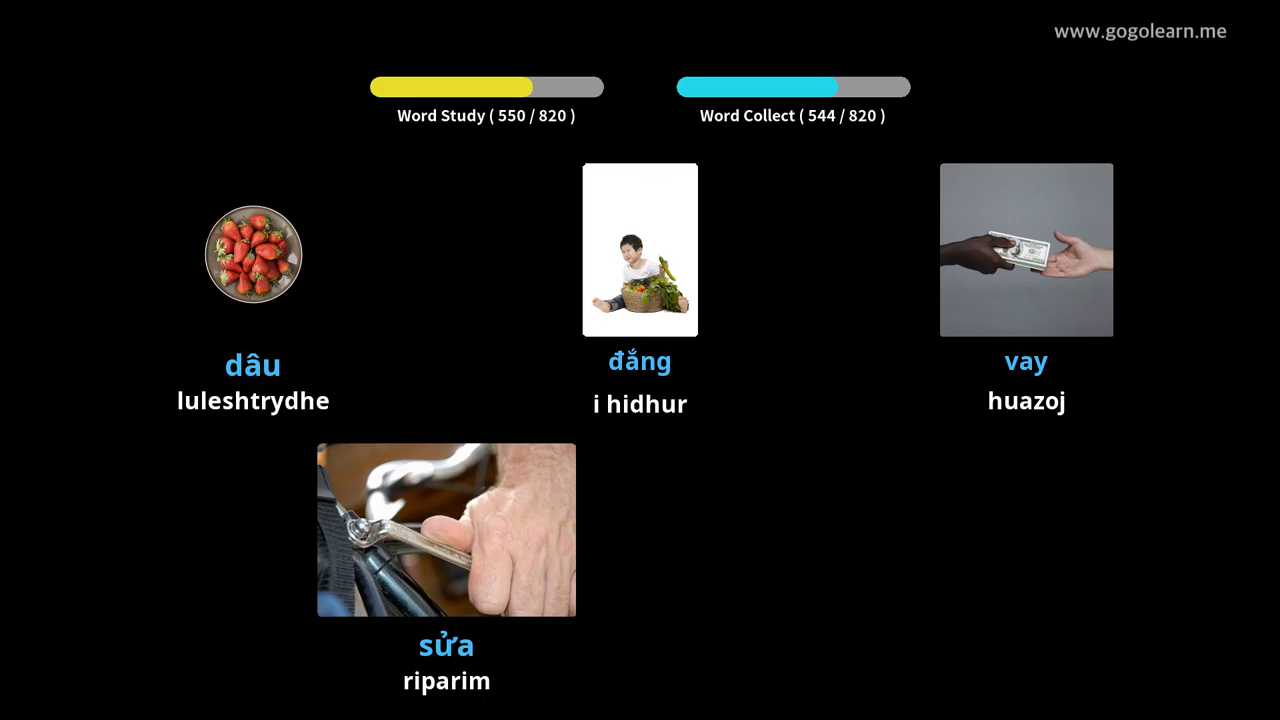 www.gogolearn.me
Word Study ( 550 / 820 )
Word Collect ( 544 / 820 )
dâu
luleshtrydhe
đắng
i hidhur
vay
huazoj
sửa
riparim